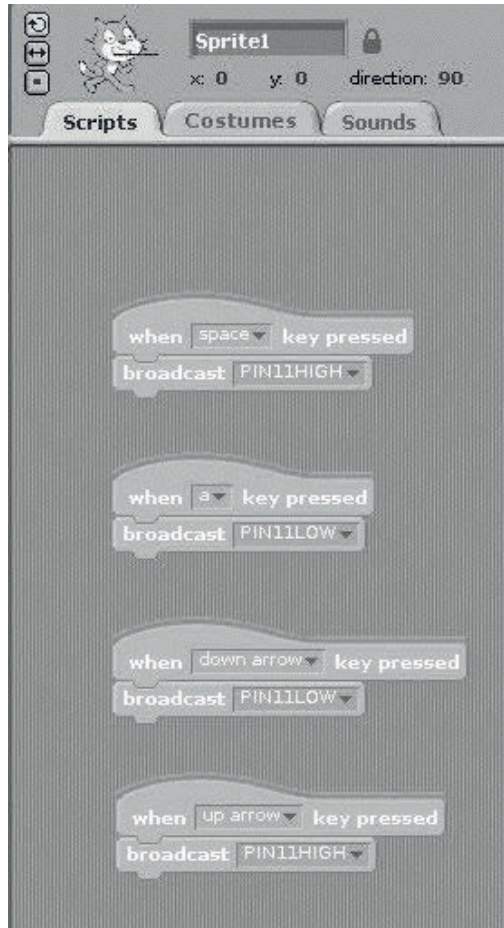 Sprite1
x: 0 y: 0 direction: 90
Scripts Costumes Sounds
when space key pressed
broadcast PIN11HIGH
when a key pressed
broadcast PIN11LOW
when down arrow key pressed
broadcast PIN11LOW
when up arrow key pressed
broadcast PIN11HIGH